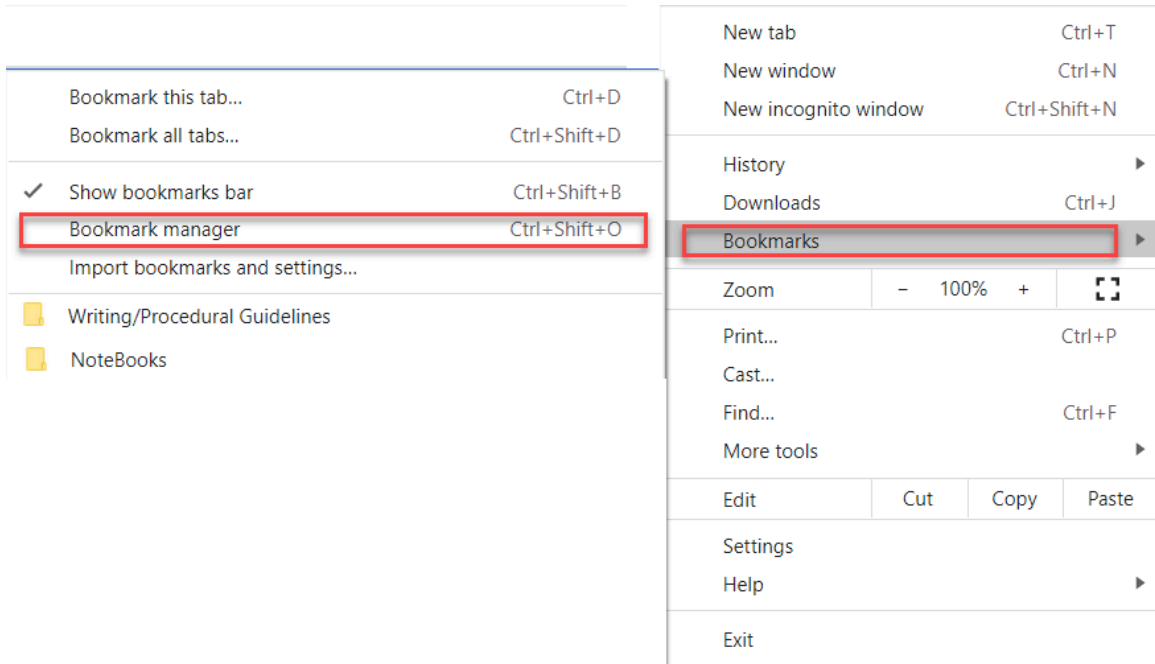 Bookmark this tab... Ctrl+D
Bookmark all tabs... Ctrl+Shift+D
Show bookmarks bar Ctrl+Shift+B
Bookmark manager Ctrl+Shift+O
Import bookmarks and settings...
Writing/Procedural Guidelines
NoteBooks
New tab Ctrl+T
New window Ctrl+N
New incognito window Ctrl+Shift+N
History
Downloads Ctrl+J
Bookmarks
Zoom - 100% +
Print... Ctrl+P
Cast...
Find... Ctrl+F
More tools
Edit Cut Copy Paste
Settings
Help
Exit